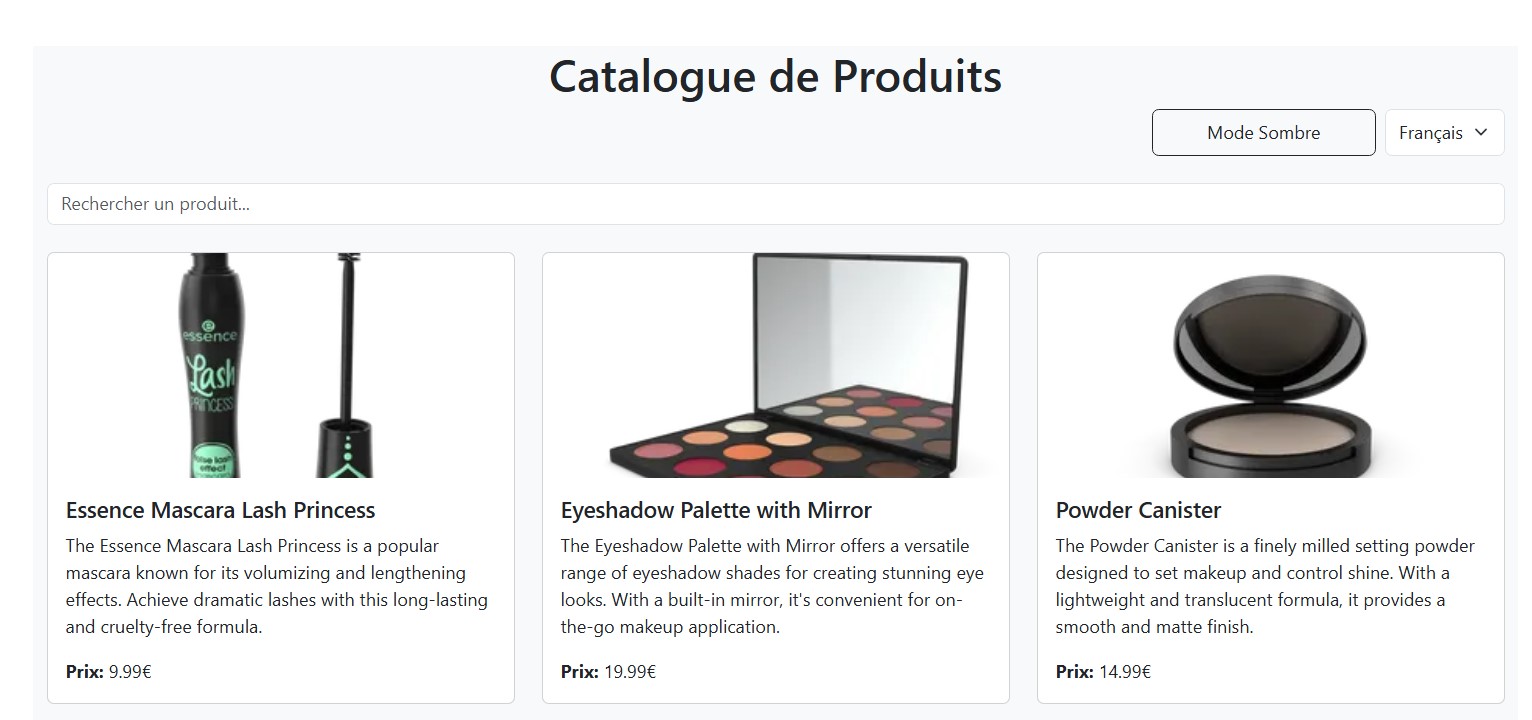 Catalogue de Produits
Mode Sombre
Français
Rechercher un produit...
essence
Lash
PRINCESS
false lash
effect
Essence Mascara Lash Princess
The Essence Mascara Lash Princess is a popular
mascara known for its volumizing and lengthening
effects. Achieve dramatic lashes with this long-lasting
and cruelty-free formula.
Prix: 9.99€
Eyeshadow Palette with Mirror
The Eyeshadow Palette with Mirror offers a versatile
range of eyeshadow shades for creating stunning eye
looks. With a built-in mirror, it's convenient for on-
the-go makeup application.
Prix: 19.99€
Powder Canister
The Powder Canister is a finely milled setting powder
designed to set makeup and control shine. With a
lightweight and translucent formula, it provides a
smooth and matte finish.
Prix: 14.99€